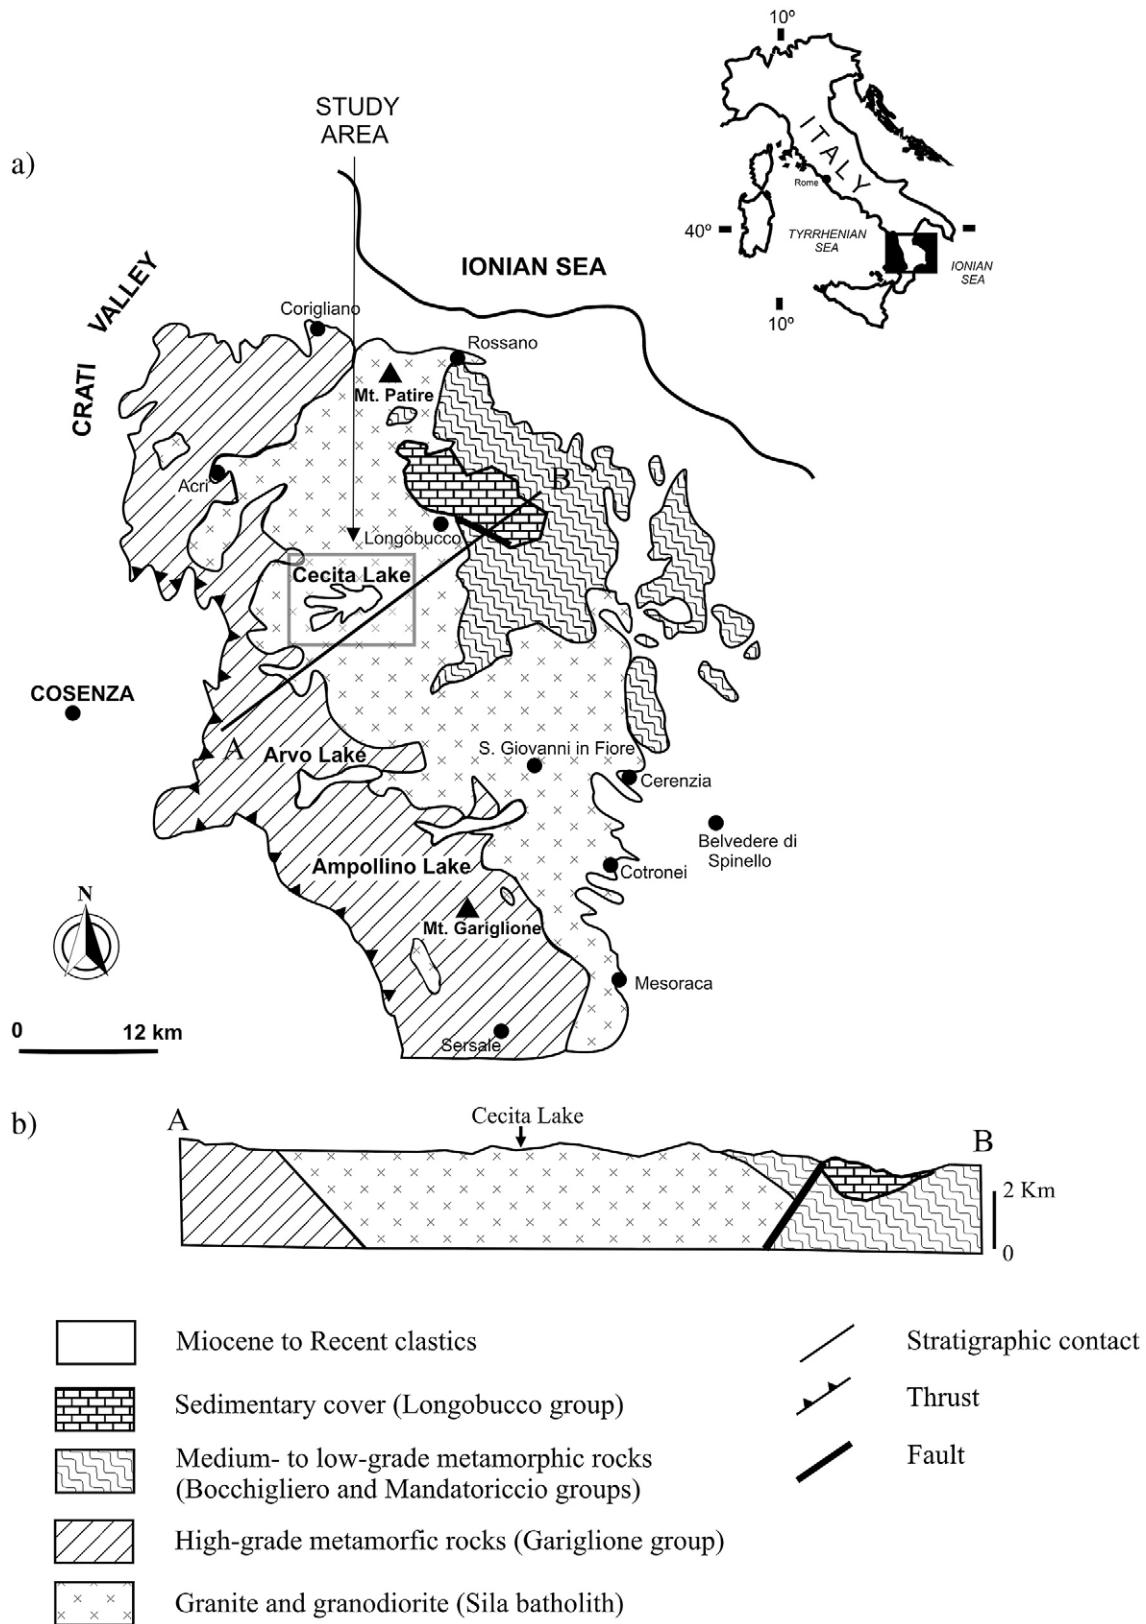 a)
STUDY
AREA
10º
ITALY
Rome
40º
TYRRHENIAN
SEA
IONIAN
SEA
10º
IONIAN SEA
CRATI VALLEY
Corigliano
Rossano
Mt. Patire
Acri
B
Longobucco
Cecita Lake
COSENZA
A
Arvo Lake
S. Giovanni in Fiore
Cerenzia
Belvedere di
Spinello
Ampollino Lake
Cotronei
N
Mt. Gariglione
Mesoraca
0 12 km
Sersale
b)
A
Cecita Lake
B
2 Km
0
Miocene to Recent clastics
Sedimentary cover (Longobucco group)
Medium- to low-grade metamorphic rocks
(Bocchigliero and Mandatoriccio groups)
High-grade metamorfic rocks (Gariglione group)
Granite and granodiorite (Sila batholith)
Stratigraphic contact
Thrust
Fault